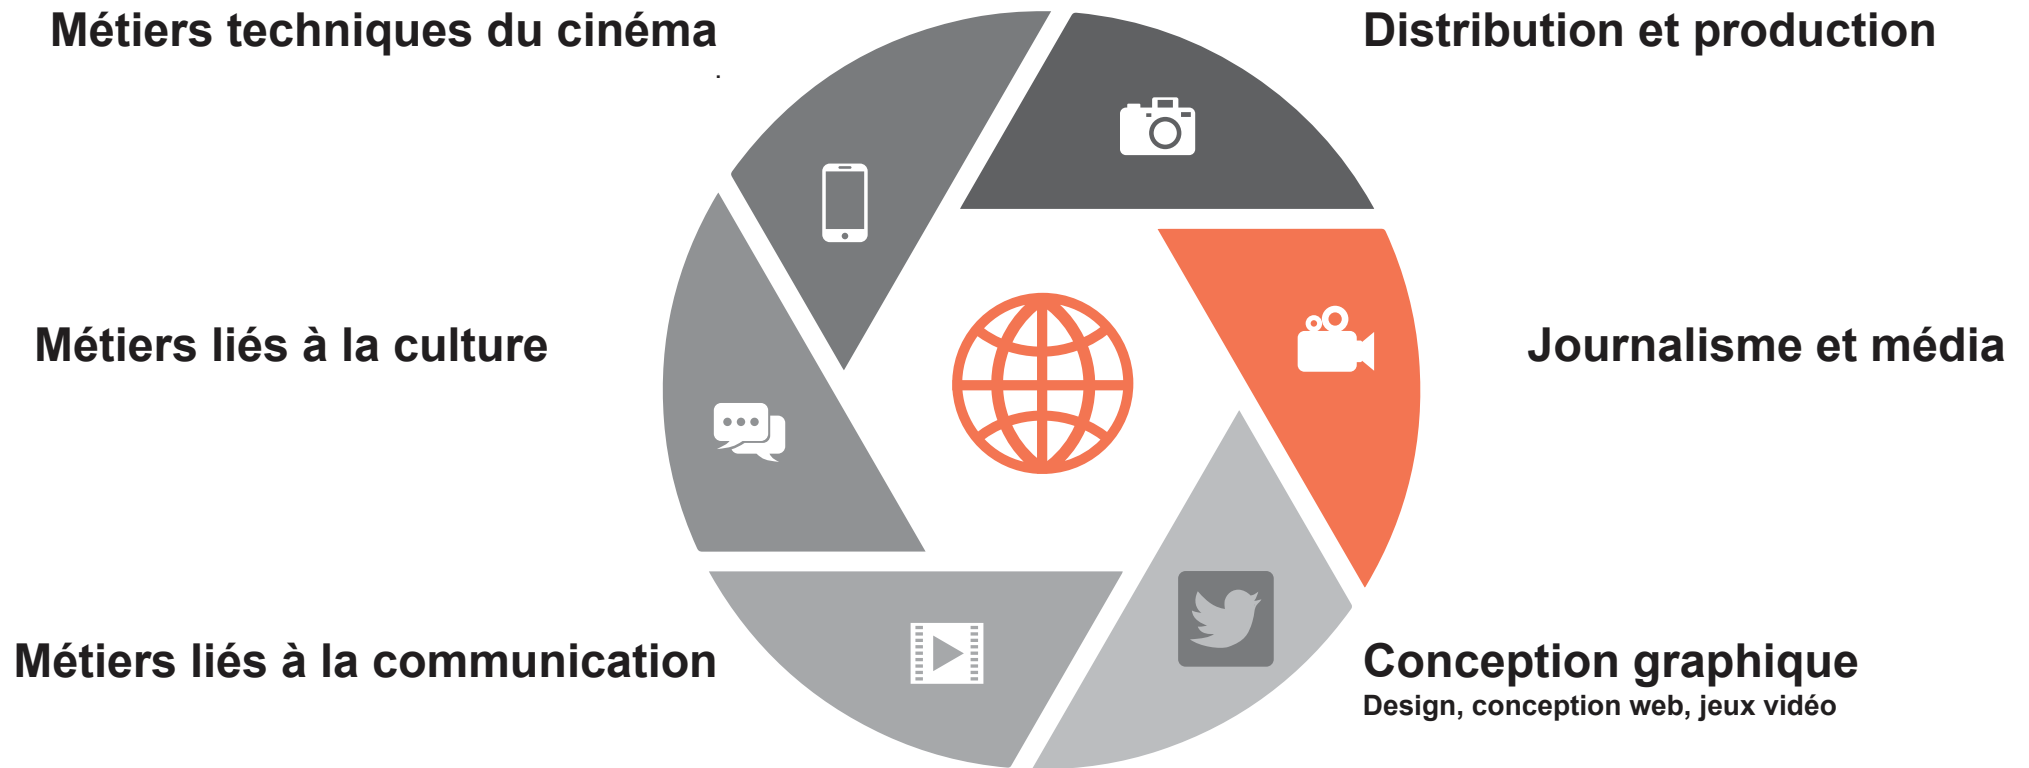 Métiers techniques du cinéma
.
Distribution et production
Métiers liés à la culture
Journalisme et média
Métiers liés à la communication
Conception graphique
Design, conception web, jeux vidéo